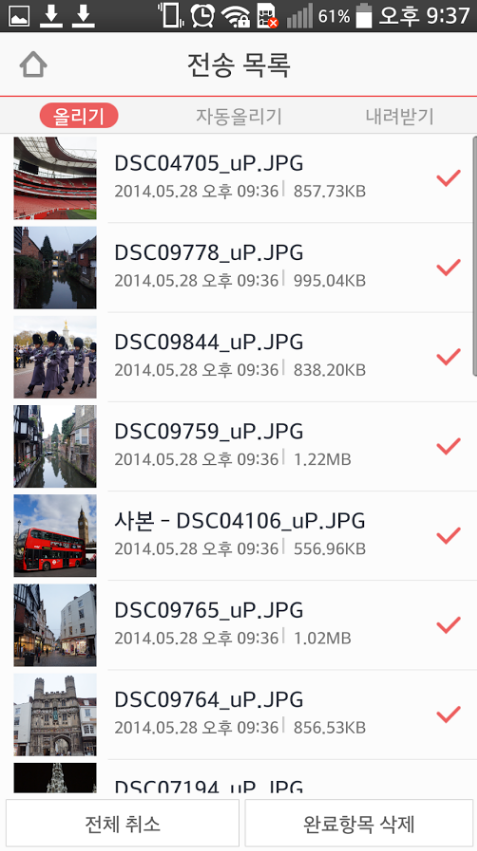 61% 오후 9:37
전송 목록
올리기 자동올리기 내려받기
DSC04705_uP.JPG
2014.05.28 오후 09:36 | 857.73KB
DSC09778_uP.JPG
2014.05.28 오후 09:36 | 995.04KB
DSC09844_uP.JPG
2014.05.28 오후 09:36 | 838.20KB
DSC09759_uP.JPG
2014.05.28 오후 09:36 | 1.22MB
사본 - DSC04106_uP.JPG
2014.05.28 오후 09:36 | 556.96KB
DSC09765_uP.JPG
2014.05.28 오후 09:36 | 1.02MB
DSC09764_uP.JPG
2014.05.28 오후 09:36 | 856.53KB
DSC07194_uP.JPG
전체 취소 완료항목 삭제